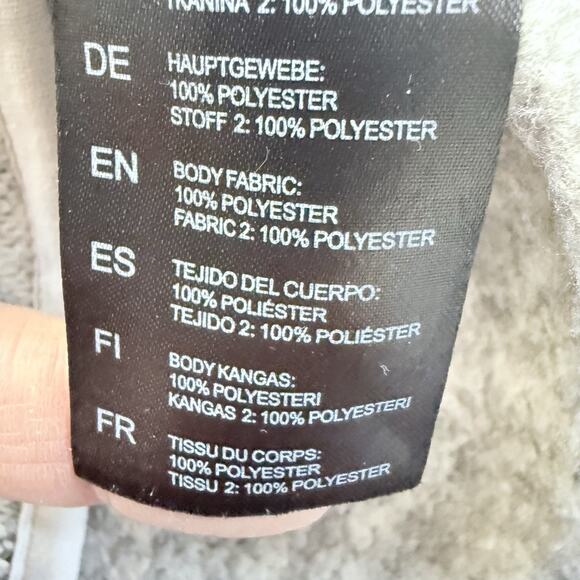 TKANINA 2: 100% POLYESTER
DE HAUPTGEWEBE:
100% POLYESTER
STOFF 2: 100% POLYESTER
EN BODY FABRIC:
100% POLYESTER
FABRIC 2: 100% POLYESTER
ES TEJIDO DEL CUERPO:
100% POLIÉSTER
TEJIDO 2: 100% POLIÉSTER
FI BODY KANGAS:
100% POLYESTERI
KANGAS 2: 100% POLYESTERI
FR TISSU DU CORPS:
100% POLYESTER
TISSU 2: 100% POLYESTER